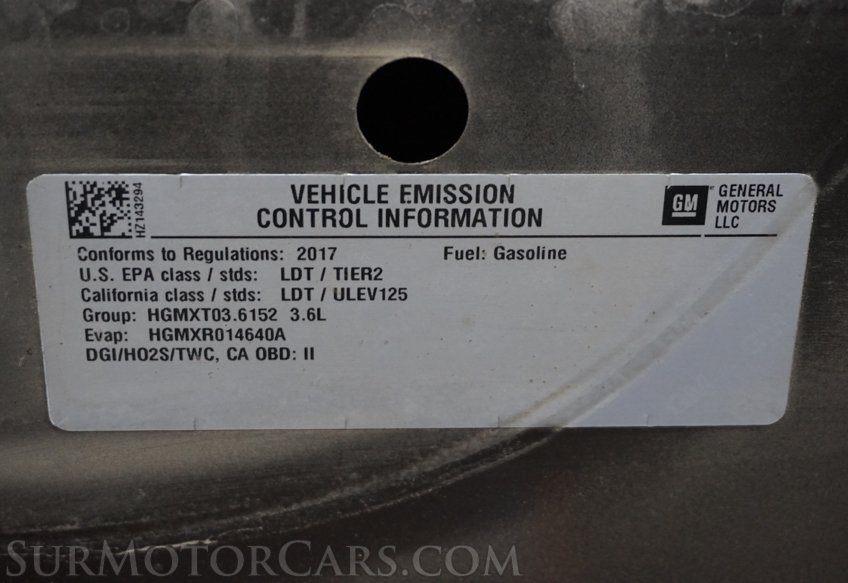 HZ143294
VEHICLE EMISSION
CONTROL INFORMATION
GM
GENERAL
MOTORS
LLC
Conforms to Regulations: 2017 Fuel: Gasoline
U.S. EPA class / stds: LDT / TIER2
California class / stds: LDT / ULEV125
Group: HGMXT03.6152 3.6L
Evap: HGMXR014640A
DGI/HO2S/TWC, CA OBD: II
SURMOTORCARS.COM